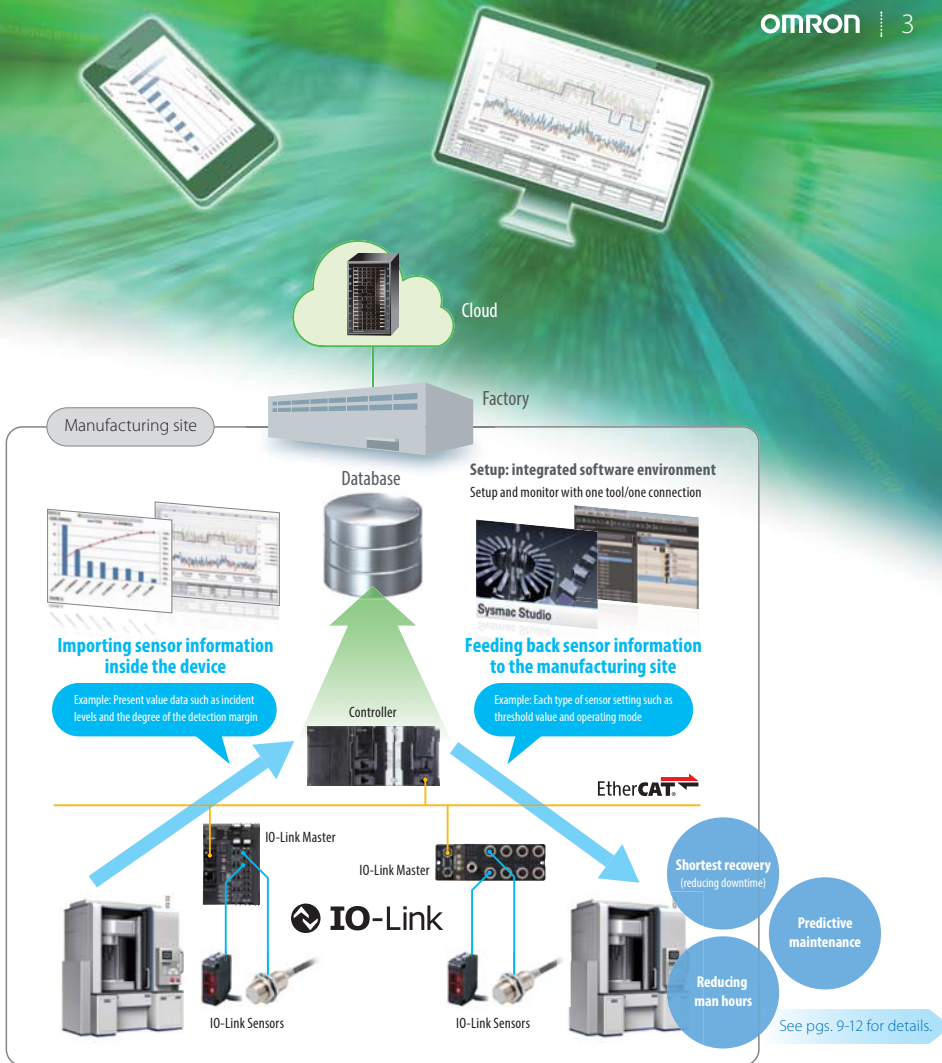 OMRON 3
Cloud
Factory
Manufacturing site
Database
Setup: integrated software environment
Setup and monitor with one tool/one connection
Sysmac Studio
Importing sensor information
inside the device
Feeding back sensor information
to the manufacturing site
Example: Present value data such as incident
levels and the degree of the detection margin
Controller
Example: Each type of sensor setting such as
threshold value and operating mode
EtherCAT®
IO-Link Master
IO-Link Master
IO-Link
Shortest recovery
(reducing downtime)
Predictive
maintenance
Reducing
man hours
IO-Link Sensors
IO-Link Sensors
See pgs. 9-12 for details.